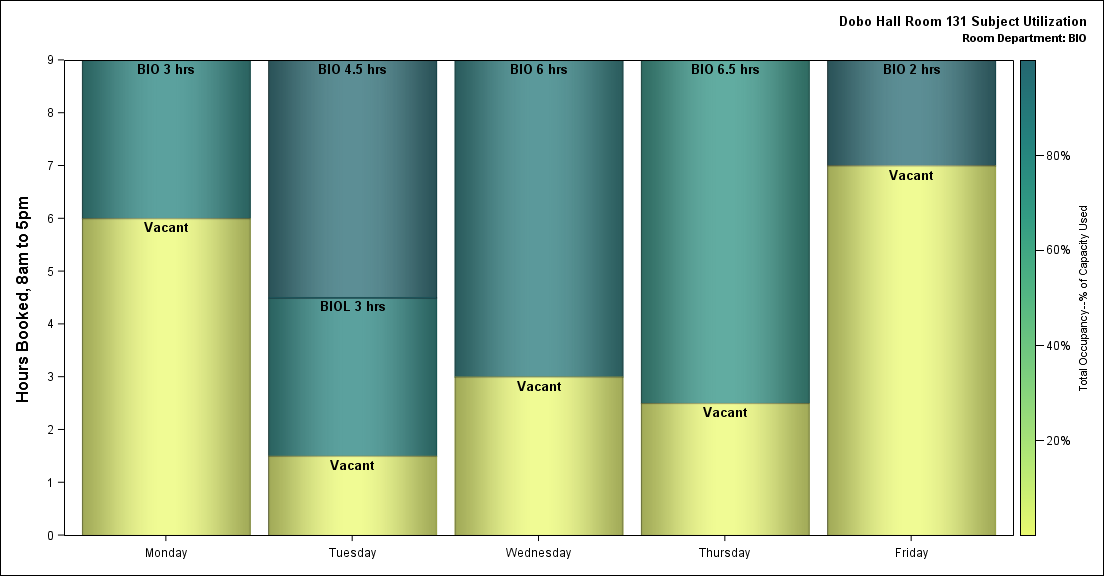 Dobo Hall Room 131 Subject Utilization
Room Department: BIO
Hours Booked, 8am to 5pm
9
8
7
6
5
4
3
2
1
0
BIO 3 hrs
Vacant
BIO 4.5 hrs
BIOL 3 hrs
Vacant
BIO 6 hrs
Vacant
BIO 6.5 hrs
Vacant
BIO 2 hrs
Vacant
Monday
Tuesday
Wednesday
Thursday
Friday
80%
60%
40%
20%
Total Occupancy--% of Capacity Used